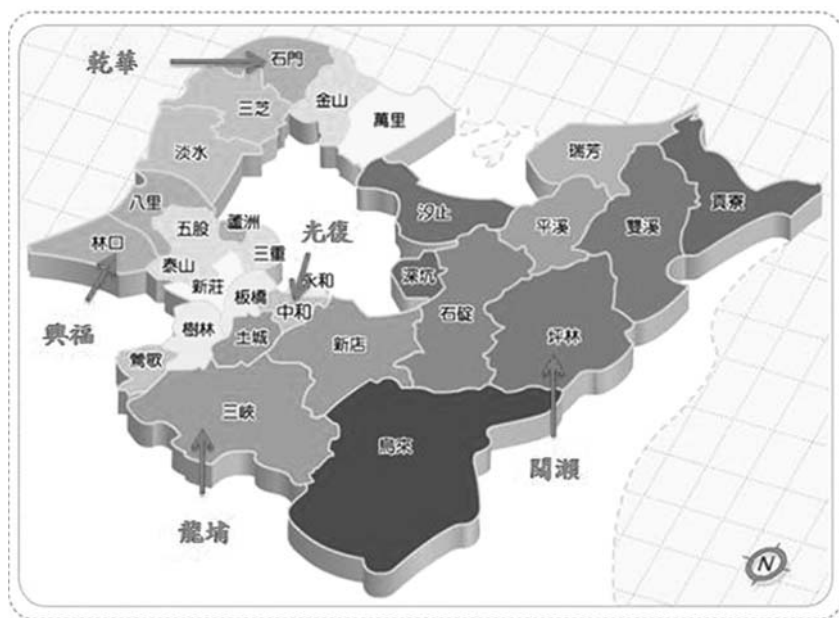 乾華
石門
金山
三芝
萬里
淡水
瑞芳
八里
汐止
貢寮
五股
蘆洲
平溪
雙溪
光復
林口
三重
泰山
深坑
新莊
永和
板橋
中和
石碇
興福
樹林
土城
新店
坪林
鶯歌
三峽
烏來
闊瀨
龍埔
N